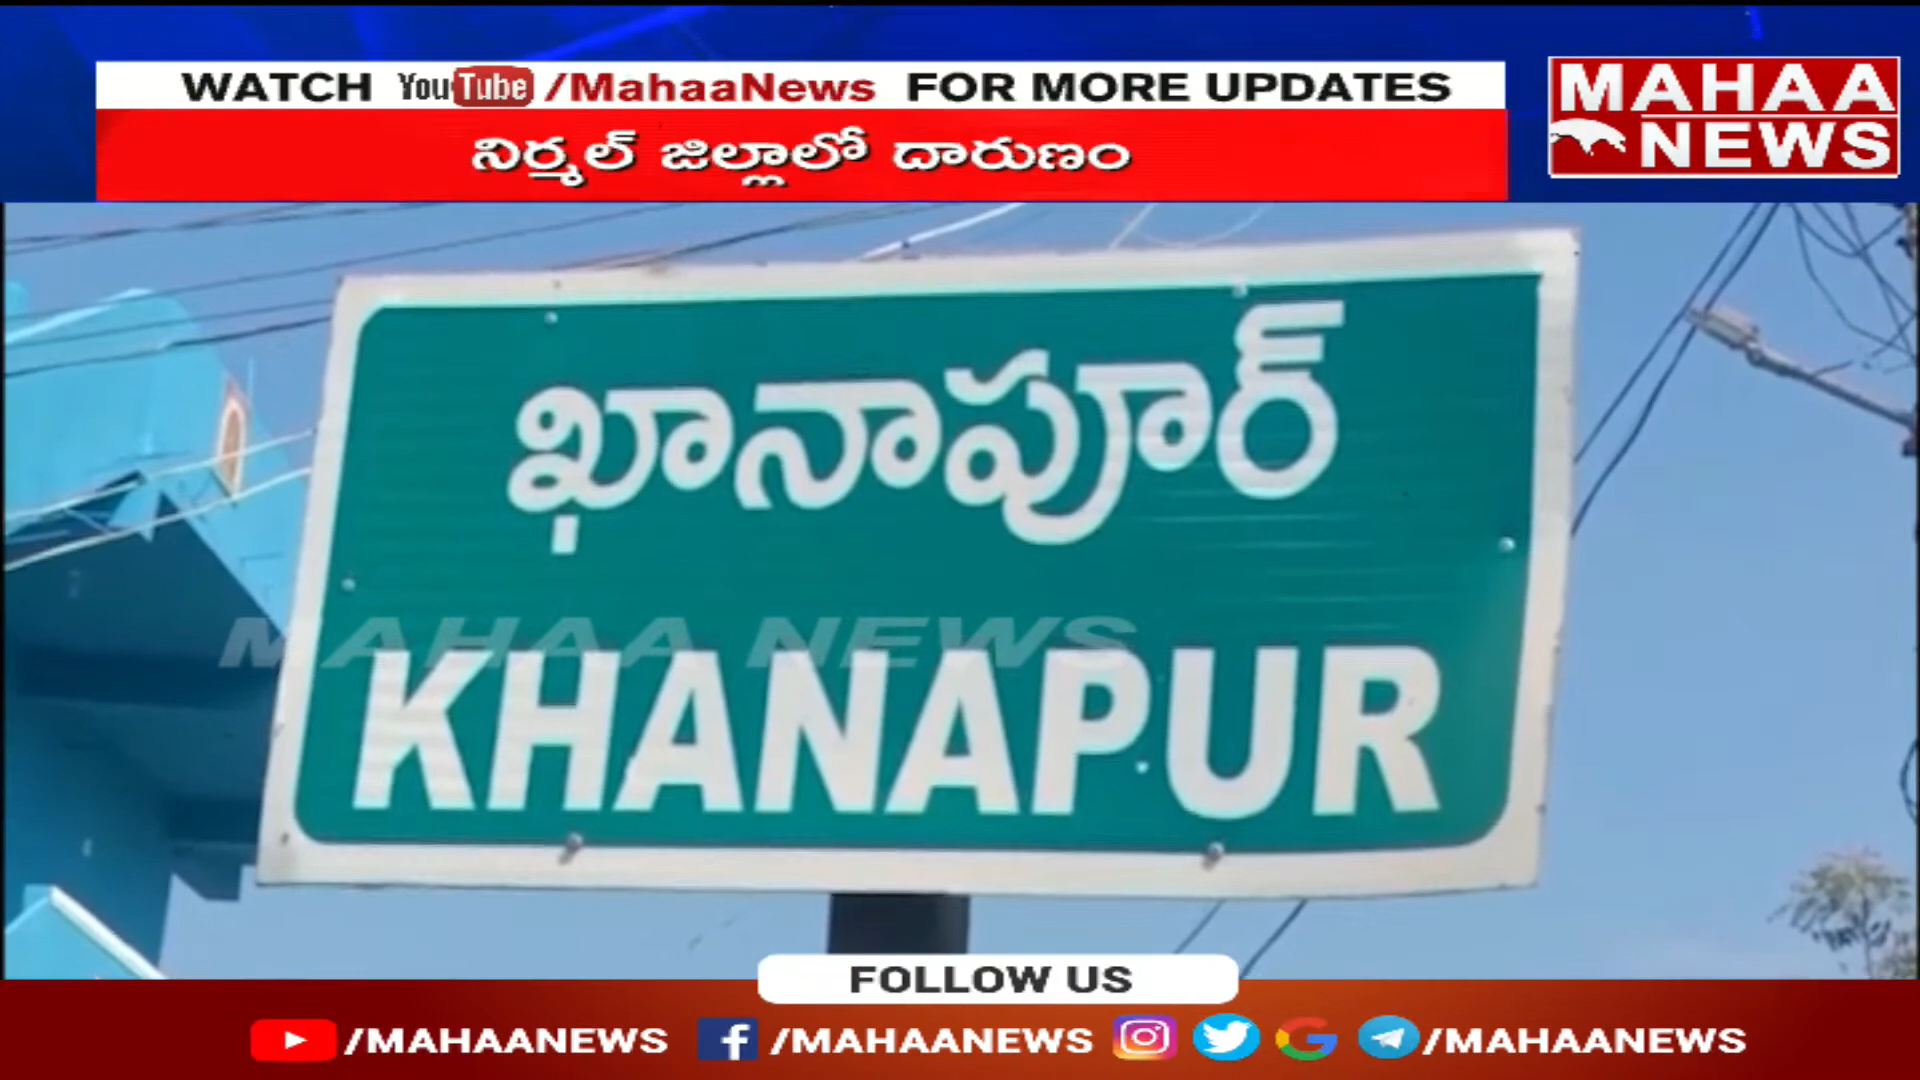 WATCH YouTube /MahaaNews FOR MORE UPDATES
MAHAA
NEWS
నిర్మల్ జిల్లాలో దారుణం
ఖానాపూర్
MAHAA NEWS
KHANAPUR
FOLLOW US
/MAHAANEWS /MAHAANEWS /MAHAANEWS